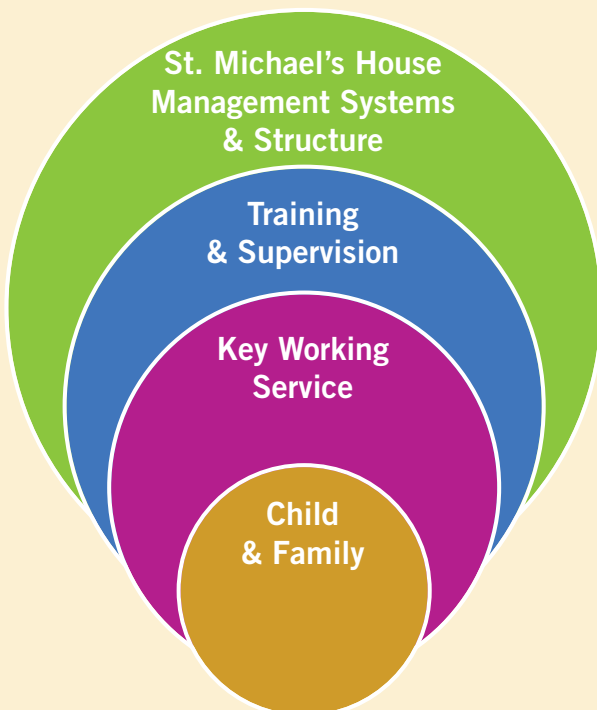 St. Michael’s House
Management Systems
& Structure
Training
& Supervision
Key Working
Service
Child
& Family